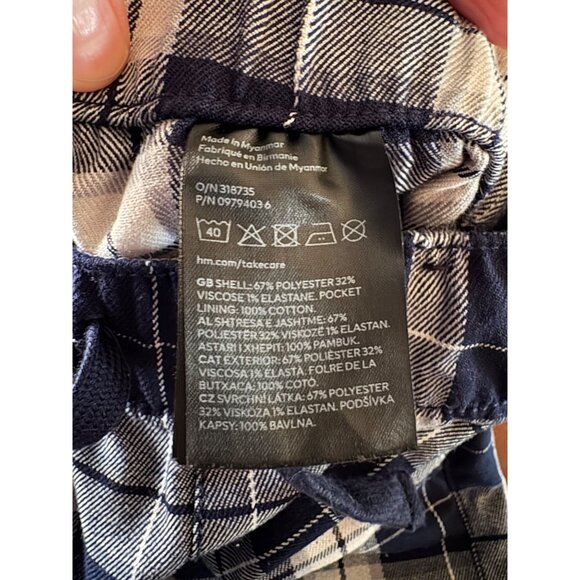 Made in Myanmar
Fabriqué en Birmanie
Hecho en Unión de Myanmar
O/N 318735
P/N 0979403 6
40
hm.com/takecare
GB SHELL: 67% POLYESTER 32%
VISCOSE 1% ELASTANE. POCKET
LINING: 100% COTTON.
AL SHTRESA E JASHTME: 67%
POLIESTËR 32% VISKOZË 1% ELASTAN.
ASTARI I XHEPIT: 100% PAMBUK.
CAT EXTERIOR: 67% POLIÈSTER 32%
VISCOSA 1% ELASTÀ. FOLRE DE LA
BUTXACA: 100% COTÓ.
CZ SVRCHNÍ LÁTKA: 67% POLYESTER
32% VISKÓZA 1% ELASTAN. PODŠÍVKA
KAPSY: 100% BAVLNA.